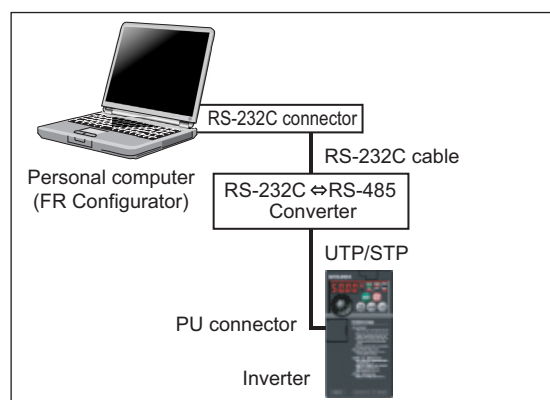 RS-232C connector
RS-232C cable
Personal computer
(FR Configurator)
RS-232C ⇔ RS-485
Converter
UTP/STP
PU connector
Inverter